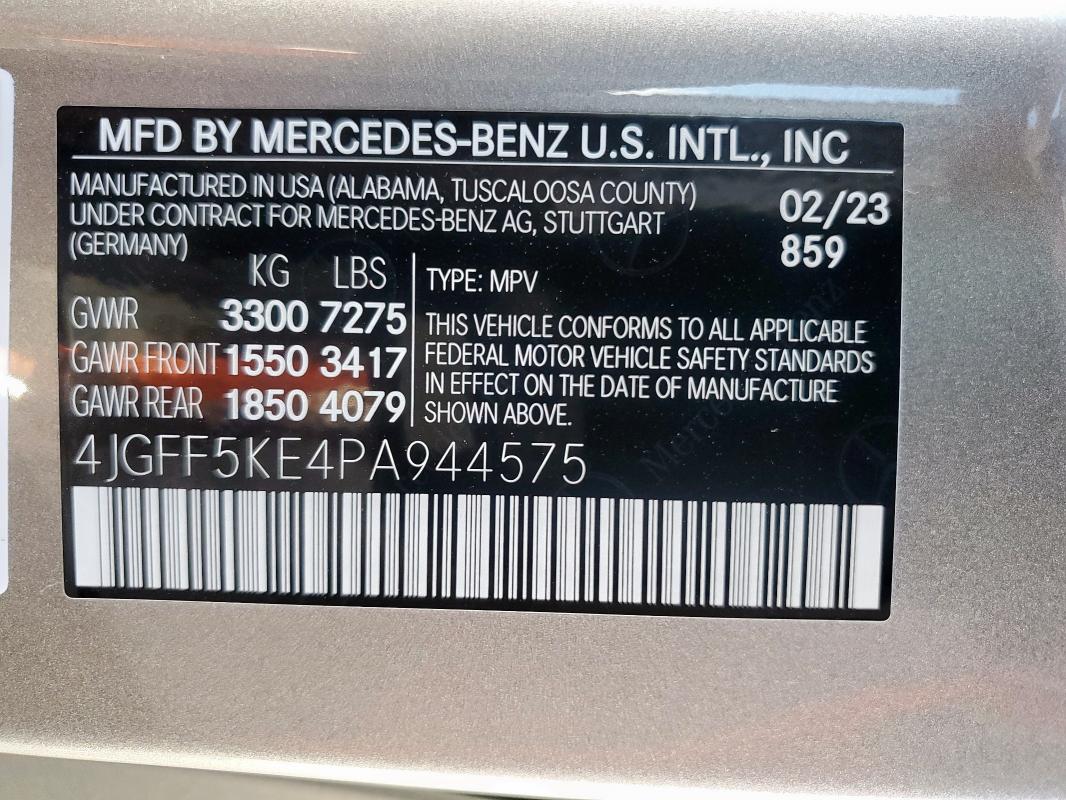 MFD BY MERCEDES-BENZ U.S. INTL., INC
MANUFACTURED IN USA (ALABAMA, TUSCALOOSA COUNTY)
UNDER CONTRACT FOR MERCEDES-BENZ AG, STUTTGART
(GERMANY)
02/23
859
KG LBS
GVWR 3300 7275
GAWR FRONT 1550 3417
GAWR REAR 1850 4079
TYPE: MPV
THIS VEHICLE CONFORMS TO ALL APPLICABLE
FEDERAL MOTOR VEHICLE SAFETY STANDARDS
IN EFFECT ON THE DATE OF MANUFACTURE
SHOWN ABOVE.
4JGFF5KE4PA944575
Mercedes-Benz